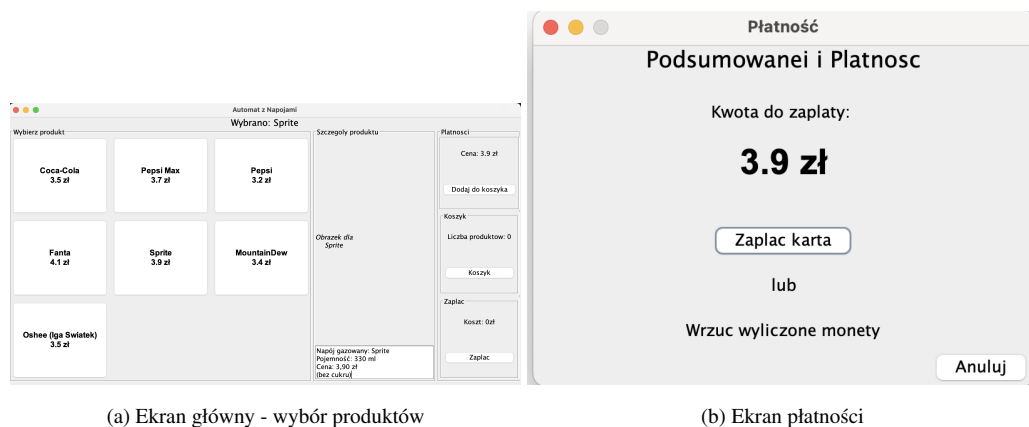 Automat z Napojami
Wybrano: Sprite
Wybierz produkt
Coca-Cola
3.5 zł
Pepsi Max
3.7 zł
Pepsi
3.2 zł
Fanta
4.1 zł
Sprite
3.9 zł
MountainDew
3.4 zł
Oshee (Iga Swiatek)
3.5 zł
Szczegoly produktu
Obrazek dla
Sprite
Napój gazowany: Sprite
Pojemność: 330 ml
Cena: 3,90 zł
(bez cukru)
Platnosci
Cena: 3.9 zł
Dodaj do koszyka
Koszyk
Liczba produktow: 0
Koszyk
Zaplac
Koszt: 0zł
Zaplac
(a) Ekran główny - wybór produktów
Płatność
Podsumowanei i Platnosc
Kwota do zaplaty:
3.9 zł
Zaplac karta
lub
Wrzuc wyliczone monety
Anuluj
(b) Ekran płatności